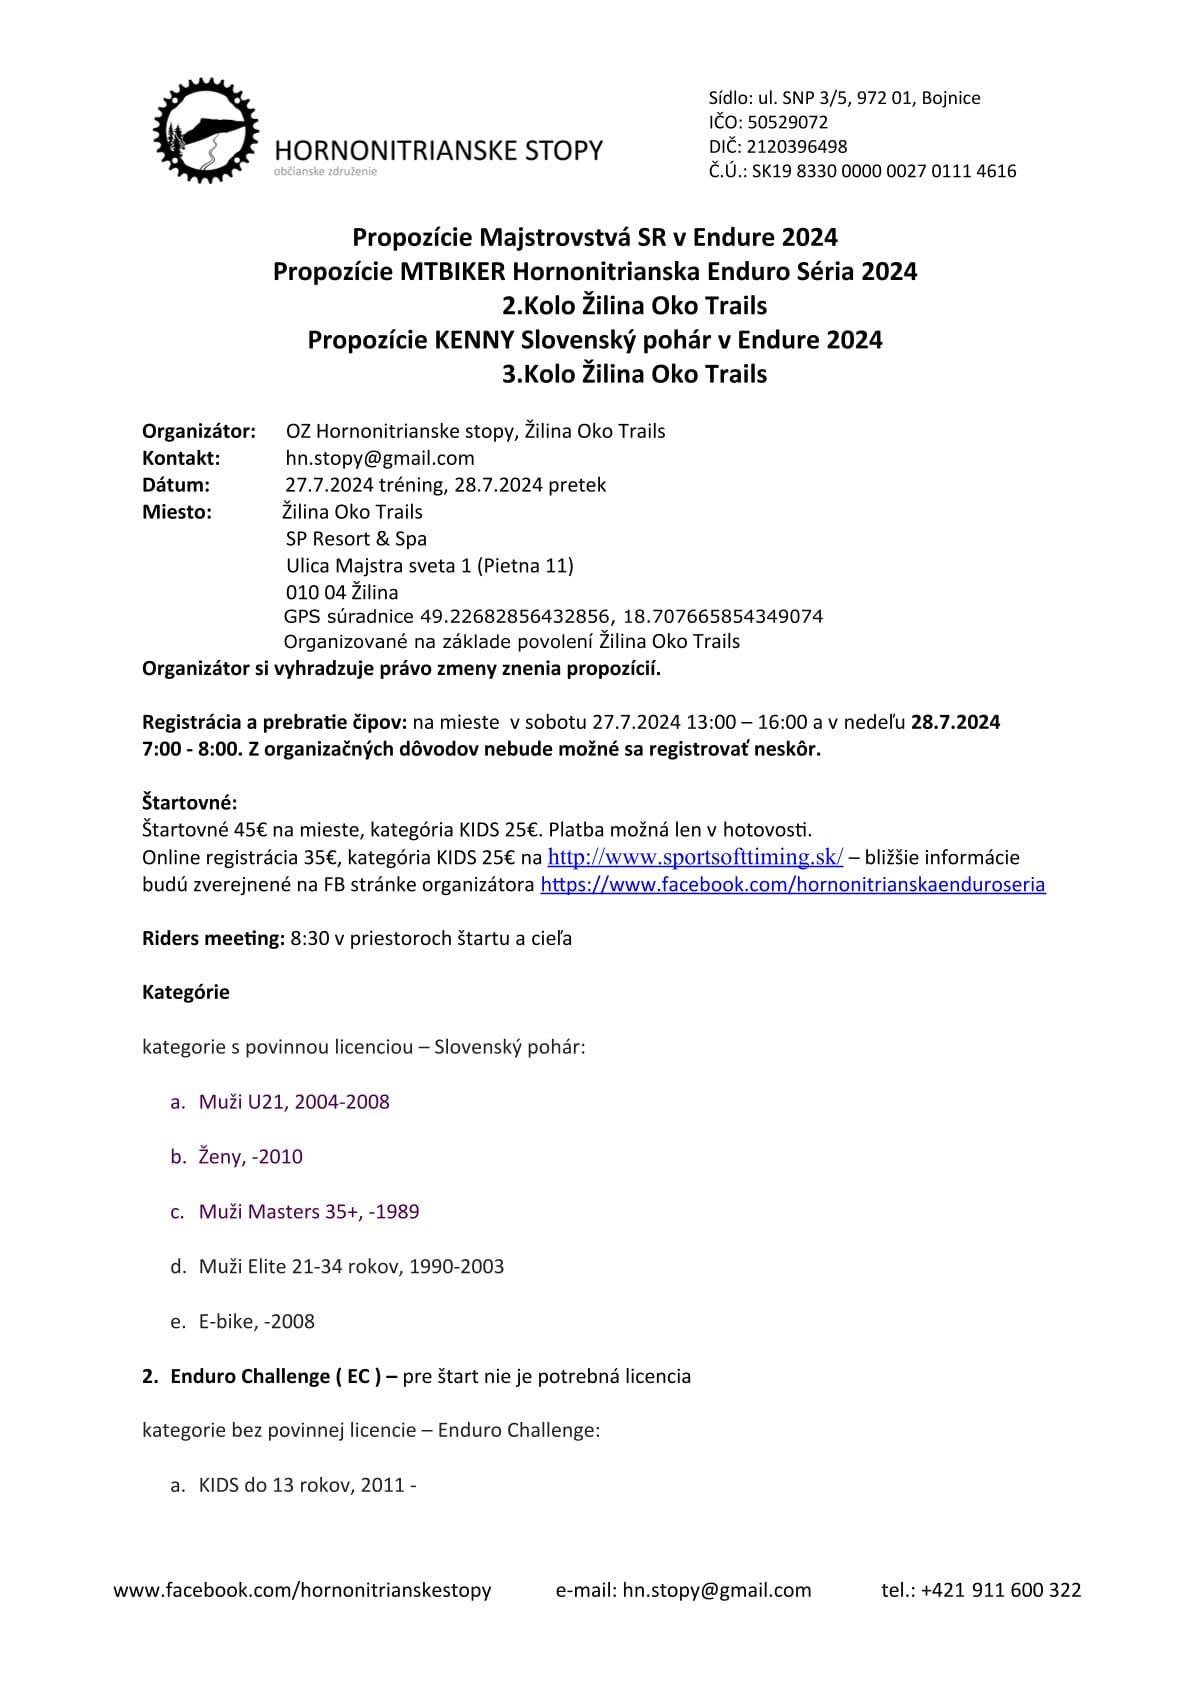 HORNONITRIANSKE STOPY
občianske združenie
Sídlo: ul. SNP 3/5, 972 01, Bojnice
IČO: 50529072
DIČ: 2120396498
Č.Ú.: SK19 8330 0000 0027 0111 4616
Propozície Majstrovstvá SR v Endure 2024
Propozície MTBIKER Hornonitrianska Enduro Séria 2024
2.Kolo Žilina Oko Trails
Propozície KENNY Slovenský pohár v Endure 2024
3.Kolo Žilina Oko Trails
Organizátor: OZ Hornonitrianske stopy, Žilina Oko Trails
Kontakt: hn.stopy@gmail.com
Dátum: 27.7.2024 tréning, 28.7.2024 pretek
Miesto: Žilina Oko Trails
SP Resort & Spa
Ulica Majstra sveta 1 (Pietna 11)
010 04 Žilina
GPS súradnice 49.22682856432856, 18.707665854349074
Organizované na základe povolení Žilina Oko Trails
Organizátor si vyhradzuje právo zmeny znenia propozícií.
Registrácia a prebratie čipov: na mieste v sobotu 27.7.2024 13:00 – 16:00 a v nedeľu 28.7.2024
7:00 - 8:00. Z organizačných dôvodov nebude možné sa registrovať neskôr.
Štartovné:
Štartovné 45€ na mieste, kategória KIDS 25€. Platba možná len v hotovosti.
Online registrácia 35€, kategória KIDS 25€ na http://www.sportsofttiming.sk/ – bližšie informácie
budú zverejnené na FB stránke organizátora https://www.facebook.com/hornonitrianskaenduroseria
Riders meeting: 8:30 v priestoroch štartu a cieľa
Kategórie
kategorie s povinnou licenciou – Slovenský pohár:
a. Muži U21, 2004-2008
b. Ženy, -2010
c. Muži Masters 35+, -1989
d. Muži Elite 21-34 rokov, 1990-2003
e. E-bike, -2008
2. Enduro Challenge ( EC ) – pre štart nie je potrebná licencia
kategorie bez povinnej licencie – Enduro Challenge:
a. KIDS do 13 rokov, 2011 -
www.facebook.com/hornonitrianskestopy e-mail: hn.stopy@gmail.com tel.: +421 911 600 322